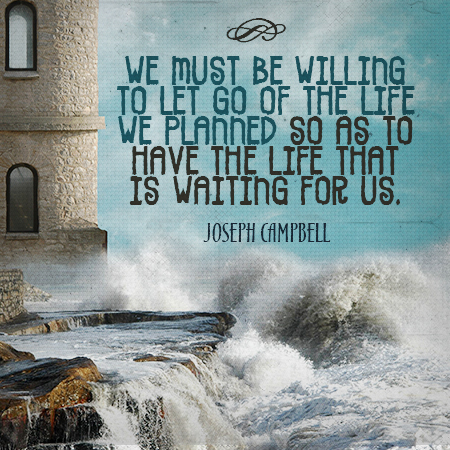 WE MUST BE WILLING
TO LET GO OF THE LIFE
WE PLANNED SO AS TO
HAVE THE LIFE THAT
IS WAITING FOR US.
JOSEPH CAMPBELL